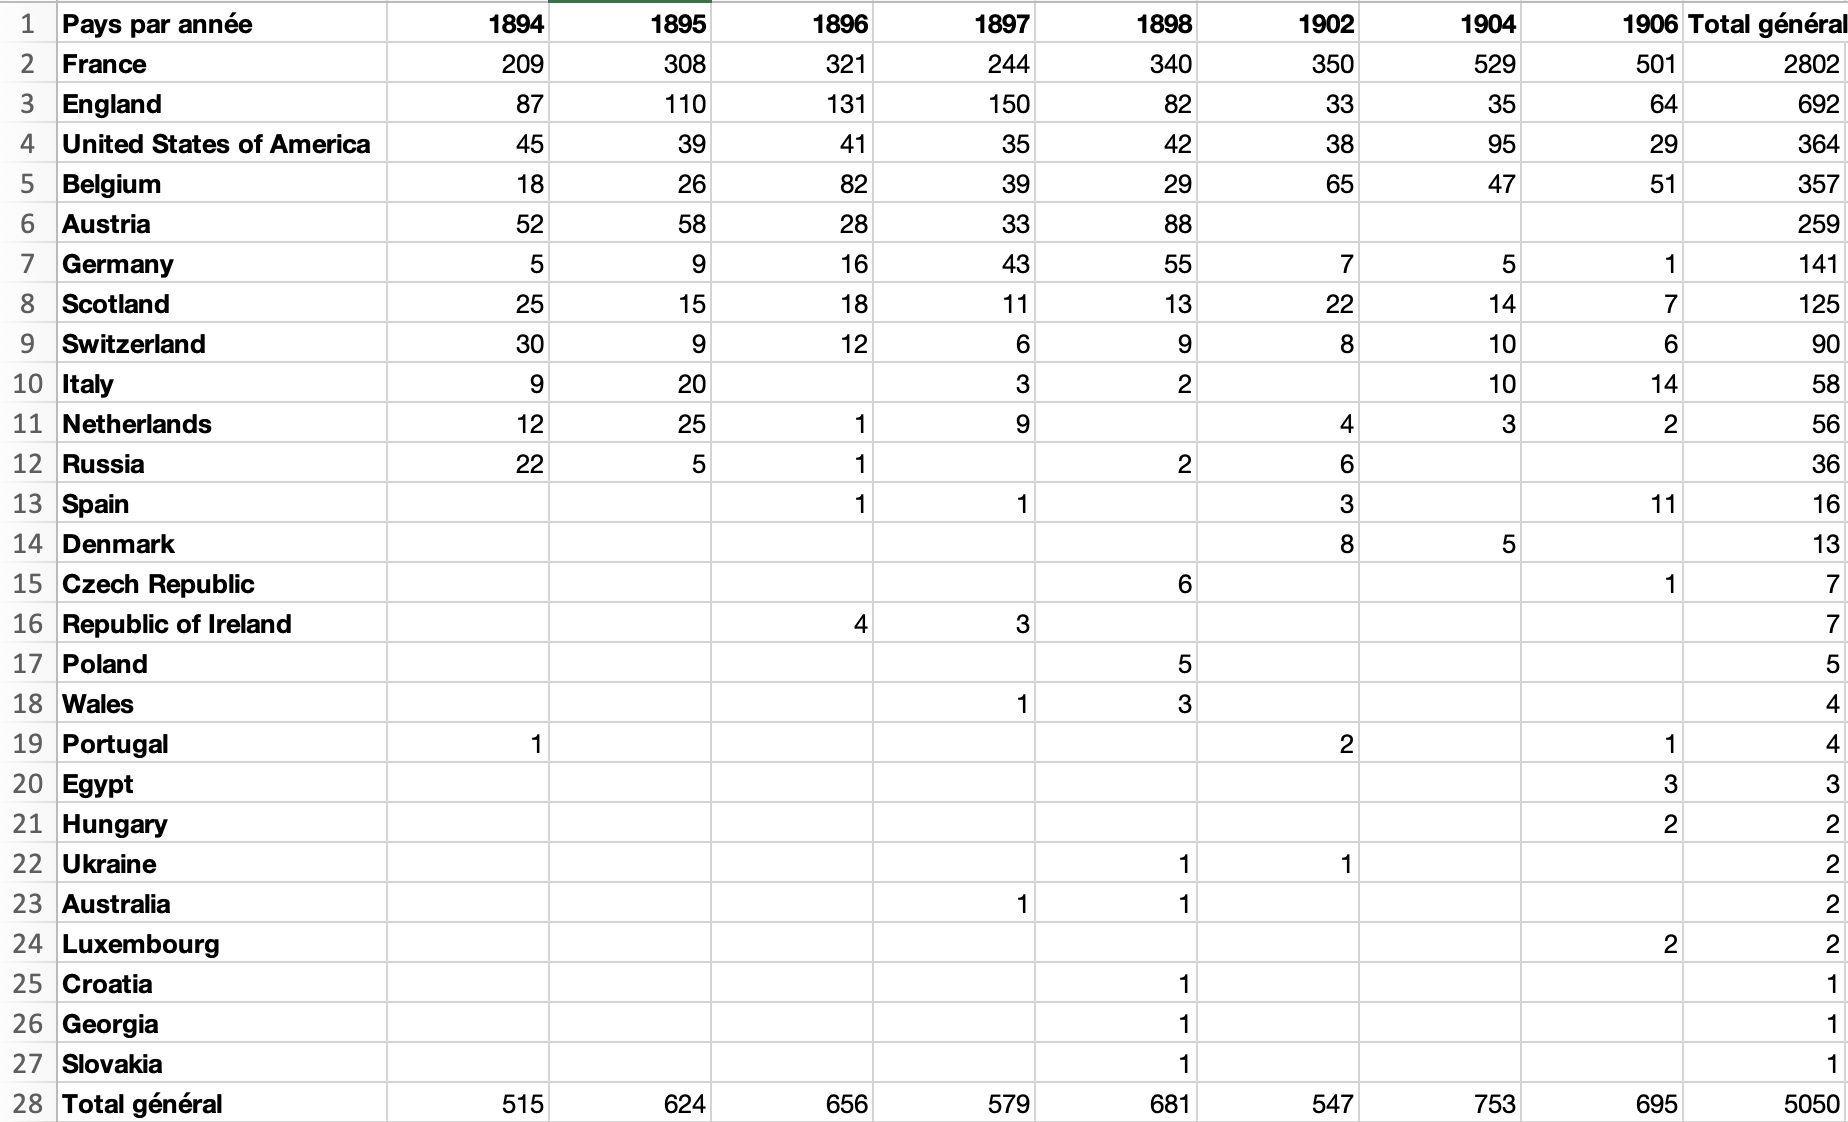 1 Pays par année 1894 1895 1896 1897 1898 1902 1904 1906 Total général
2 France 209 308 321 244 340 350 529 501 2802
3 England 87 110 131 150 82 33 35 64 692
4 United States of America 45 39 41 35 42 38 95 29 364
5 Belgium 18 26 82 39 29 65 47 51 357
6 Austria 52 58 28 33 88 259
7 Germany 5 9 16 43 55 7 5 1 141
8 Scotland 25 15 18 11 13 22 14 7 125
9 Switzerland 30 9 12 6 9 8 10 6 90
10 Italy 9 20 3 2 10 14 58
11 Netherlands 12 25 1 9 4 3 2 56
12 Russia 22 5 1 2 6 36
13 Spain 1 1 3 11 16
14 Denmark 8 5 13
15 Czech Republic 6 1 7
16 Republic of Ireland 4 3 7
17 Poland 5 5
18 Wales 1 3 4
19 Portugal 1 2 1 4
20 Egypt 3 3
21 Hungary 2 2
22 Ukraine 1 1 2
23 Australia 1 1 2
24 Luxembourg 2 2
25 Croatia 1 1
26 Georgia 1 1
27 Slovakia 1 1
28 Total général 515 624 656 579 681 547 753 695 5050